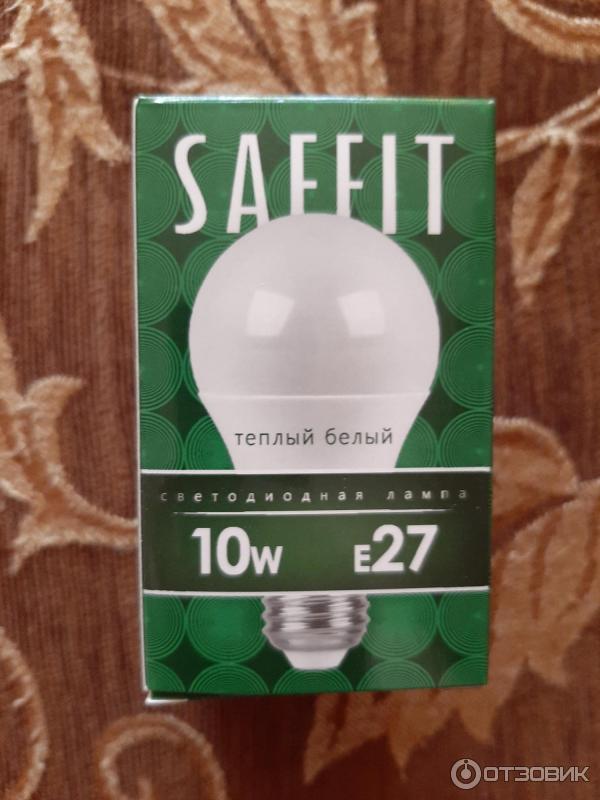 SAFFIT
теплый белый
светодиодная лампа
10W E27
ОТЗОВИК